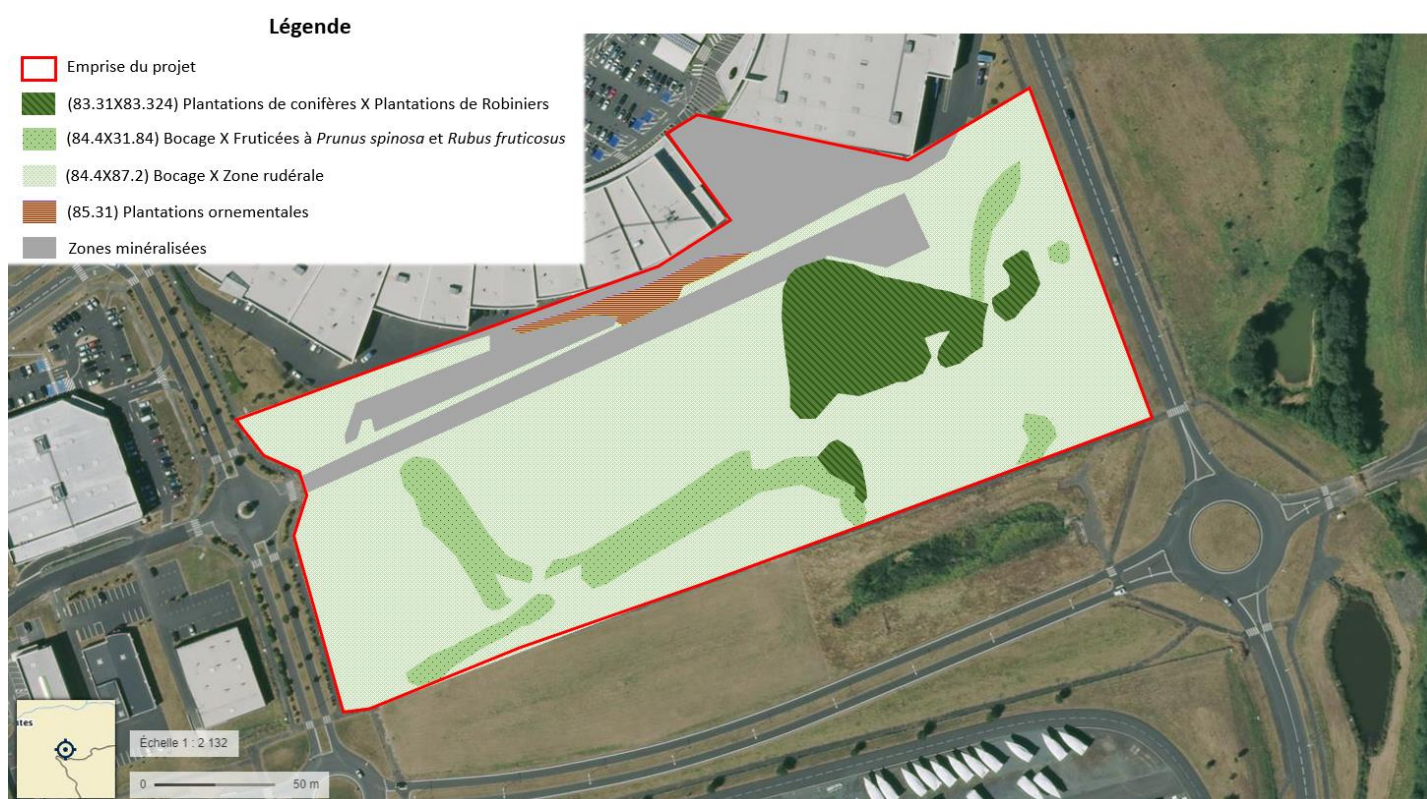 Légende
Emprise du projet
(83.31X83.324) Plantations de conifères X Plantations de Robiniers
(84.4X31.84) Bocage X Fruticées à Prunus spinosa et Rubus fruticosus
(84.4X87.2) Bocage X Zone rudérale
(85.31) Plantations ornementales
Zones minéralisées
ites
Échelle 1 : 2 132
0 50 m